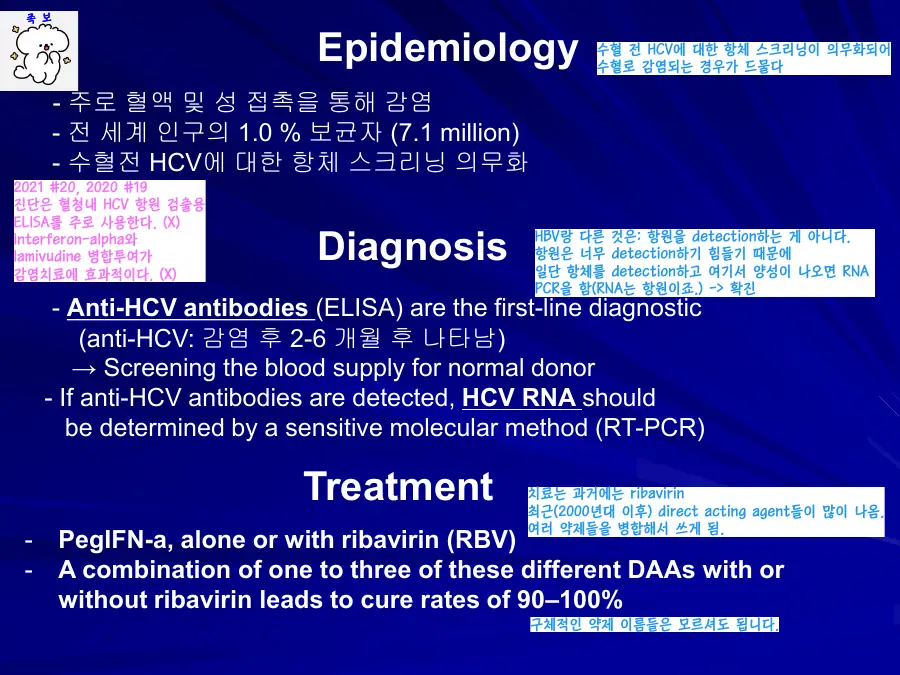 족 보
Epidemiology
수혈 전 HCV에 대한 항체 스크리닝이 의무화되어
수혈로 감염되는 경우가 드물다
- 주로 혈액 및 성 접촉을 통해 감염
- 전 세계 인구의 1.0 % 보균자 (7.1 million)
- 수혈전 HCV에 대한 항체 스크리닝 의무화
2021 #20, 2020 #19
진단은 혈청내 HCV 항원 검출용
ELISA를 주로 사용한다. (X)
Interferon-alpha와
lamivudine 병합투여가
감염치료에 효과적이다. (X)
Diagnosis
HBV랑 다른 것은: 항원을 detection하는 게 아니다.
항원은 너무 detection하기 힘들기 때문에
일단 항체를 detection하고 여기서 양성이 나오면 RNA
PCR을 함(RNA는 항원이죠.) -> 확진
- Anti-HCV antibodies (ELISA) are the first-line diagnostic
(anti-HCV: 감염 후 2-6 개월 후 나타남)
→ Screening the blood supply for normal donor
- If anti-HCV antibodies are detected, HCV RNA should
be determined by a sensitive molecular method (RT-PCR)
Treatment
치료는 과거에는 ribavirin
최근(2000년대 이후) direct acting agent들이 많이 나옴.
여러 약제들을 병합해서 쓰게 됨.
- PegIFN-a, alone or with ribavirin (RBV)
- A combination of one to three of these different DAAs with or
without ribavirin leads to cure rates of 90–100%
구체적인 약제 이름들은 모르셔도 됩니다.